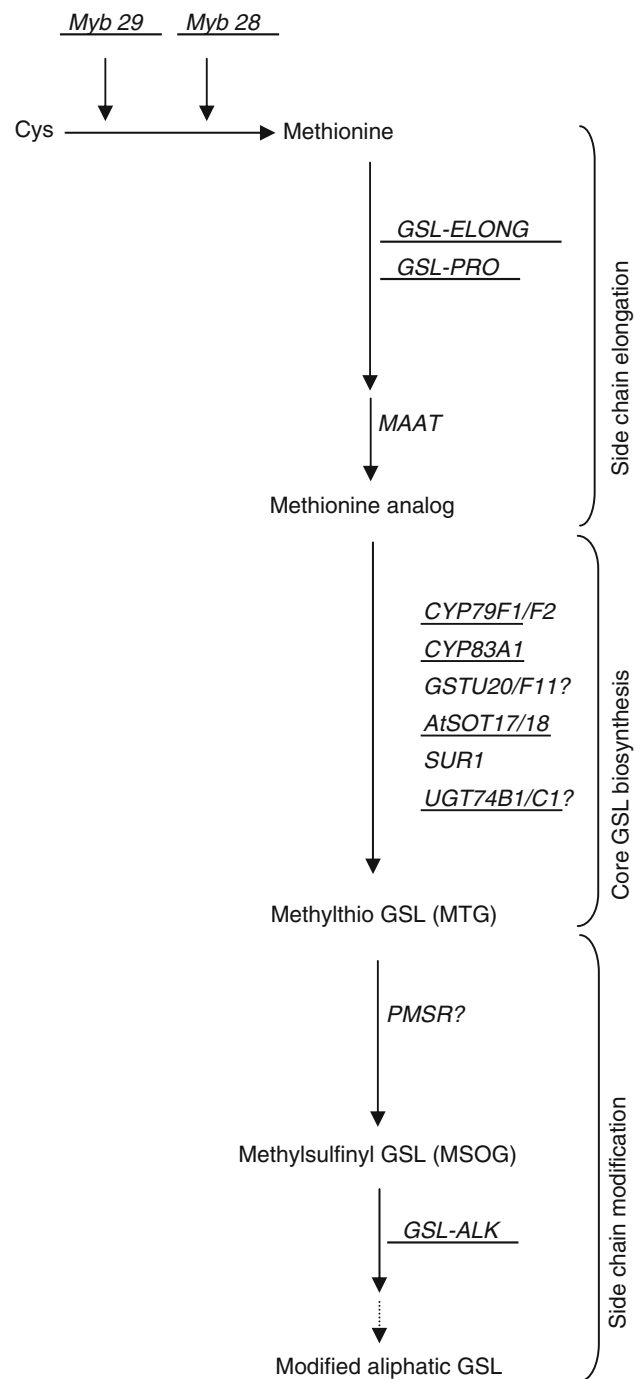 Myb 29 Myb 28
Cys Methionine
GSL-ELONG
GSL-PRO
MAAT
Methionine analog
Side chain elongation
CYP79F1/F2
CYP83A1
GSTU20/F11?
AtSOT17/18
SUR1
UGT74B1/C1?
Methylthio GSL (MTG)
Core GSL biosynthesis
PMSR?
Methylsulfinyl GSL (MSOG)
GSL-ALK
Modified aliphatic GSL
Side chain modification